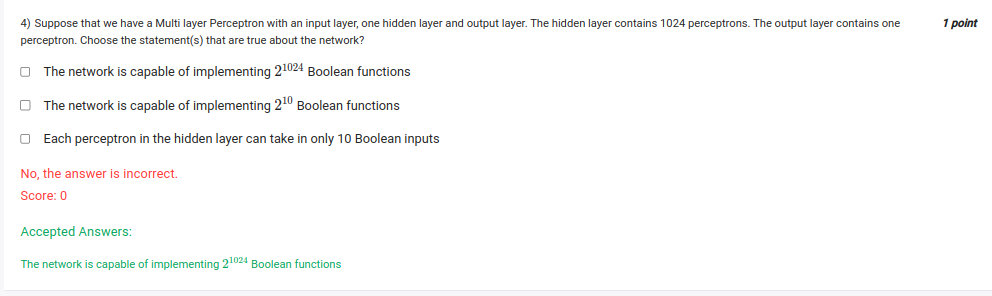 4) Suppose that we have a Multi layer Perceptron with an input layer, one hidden layer and output layer. The hidden layer contains 1024 perceptrons. The output layer contains one
1 point
perceptron. Choose the statement(s) that are true about the network?
The network is capable of implementing 2^1024 Boolean functions
The network is capable of implementing 2^10 Boolean functions
Each perceptron in the hidden layer can take in only 10 Boolean inputs
No, the answer is incorrect.
Score: 0
Accepted Answers:
The network is capable of implementing 2^1024 Boolean functions